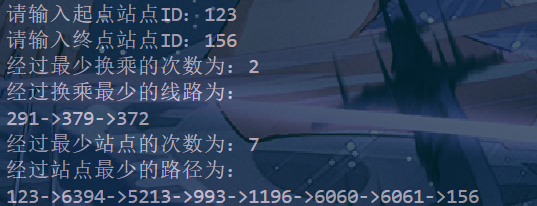 请输入起点站点ID：123
请输入终点站点ID：156
经过最少换乘的次数为：2
经过换乘最少的线路为：
291->379->372
经过最少站点的次数为：7
经过站点最少的路径为：
123->6394->5213->993->1196->6060->6061->156